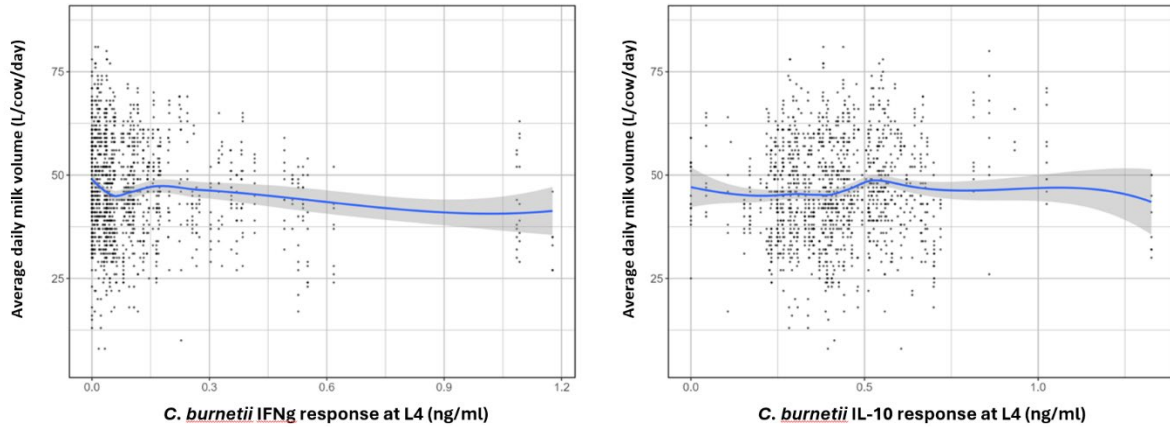 Average daily milk volume (L/cow/day)
75
50
25
0.0 0.3 0.6 0.9 1.2
C. burnetii IFNg response at L4 (ng/ml)
Average daily milk volume (L/cow/day)
75
50
25
0.0 0.5 1.0
C. burnetii IL-10 response at L4 (ng/ml)